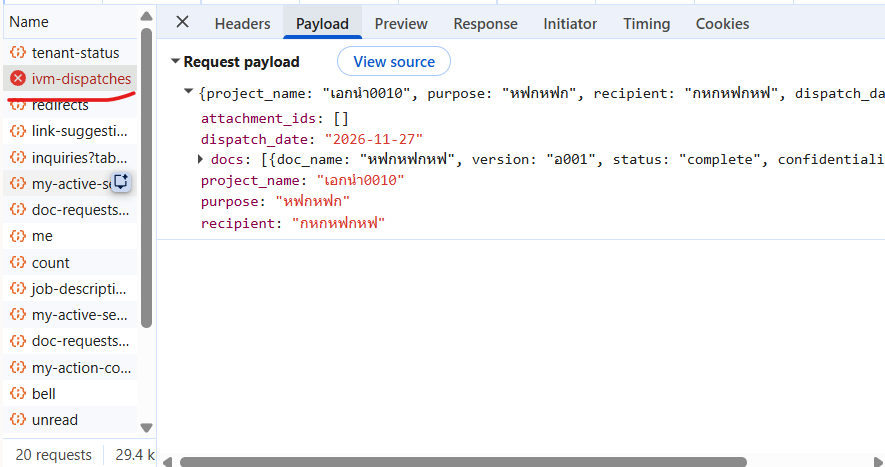 Name
tenant-status
ivm-dispatches
redirects
link-suggesti...
inquiries?tab...
my-active-se
doc-requests...
me
count
job-descripti...
my-active-se...
doc-requests...
my-action-co...
bell
unread
20 requests 29.4 k
Headers Payload Preview Response Initiator Timing Cookies
Request payload View source
{project_name: "เอกนำ0010", purpose: "หฟกหฟก", recipient: "กหกหฟกหฟ", dispatch_da
attachment_ids: []
dispatch_date: "2026-11-27"
docs: [{doc_name: "หฟกหฟกหฟ", version: "อ001", status: "complete", confidentiali
project_name: "เอกนำ0010"
purpose: "หฟกหฟก"
recipient: "กหกหฟกหฟ"